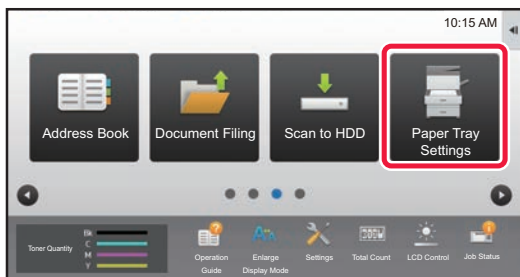 10:15 AM
Address Book
Document Filing
Scan to HDD
Paper Tray
Settings
Toner Quantity
Bk
C
M
Y
Operation
Guide
Enlarge
Display Mode
Settings
Total Count
LCD Control
Job Status